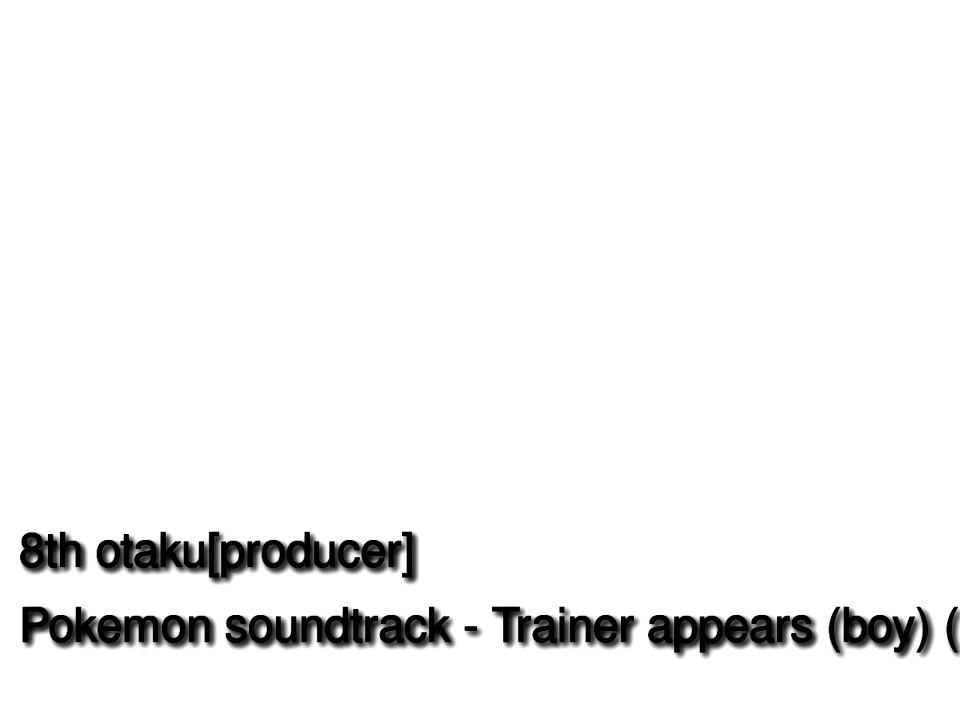 8th otaku[producer]
Pokemon soundtrack - Trainer appears (boy) (